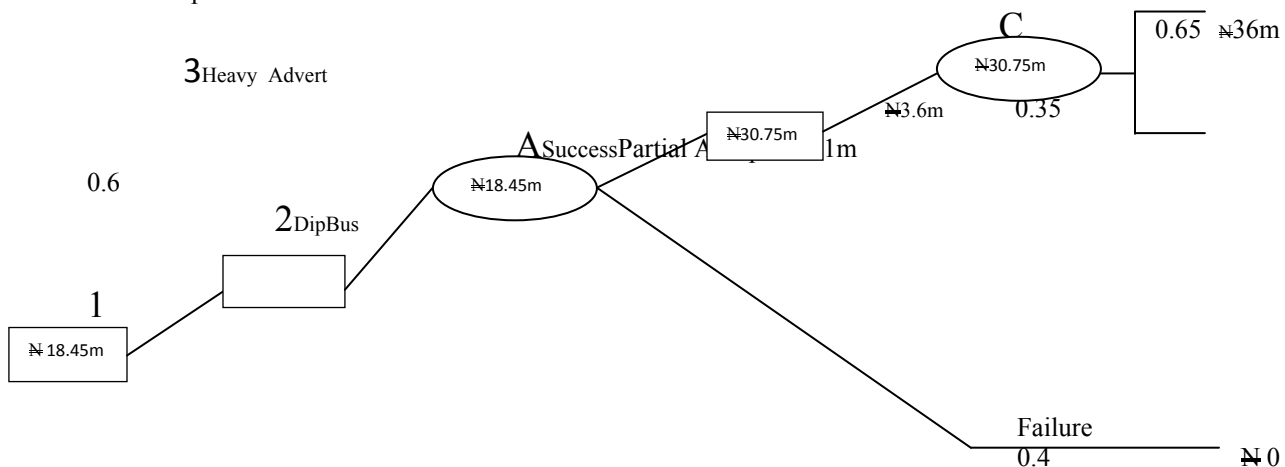 C
0.65 ₦36m
₦30.75m
3Heavy Advert
₦3.6m 0.35
₦30.75m
ASuccessPartial A 1m
0.6
₦18.45m
2DipBus
1
₦ 18.45m
Failure
0.4 ₦ 0